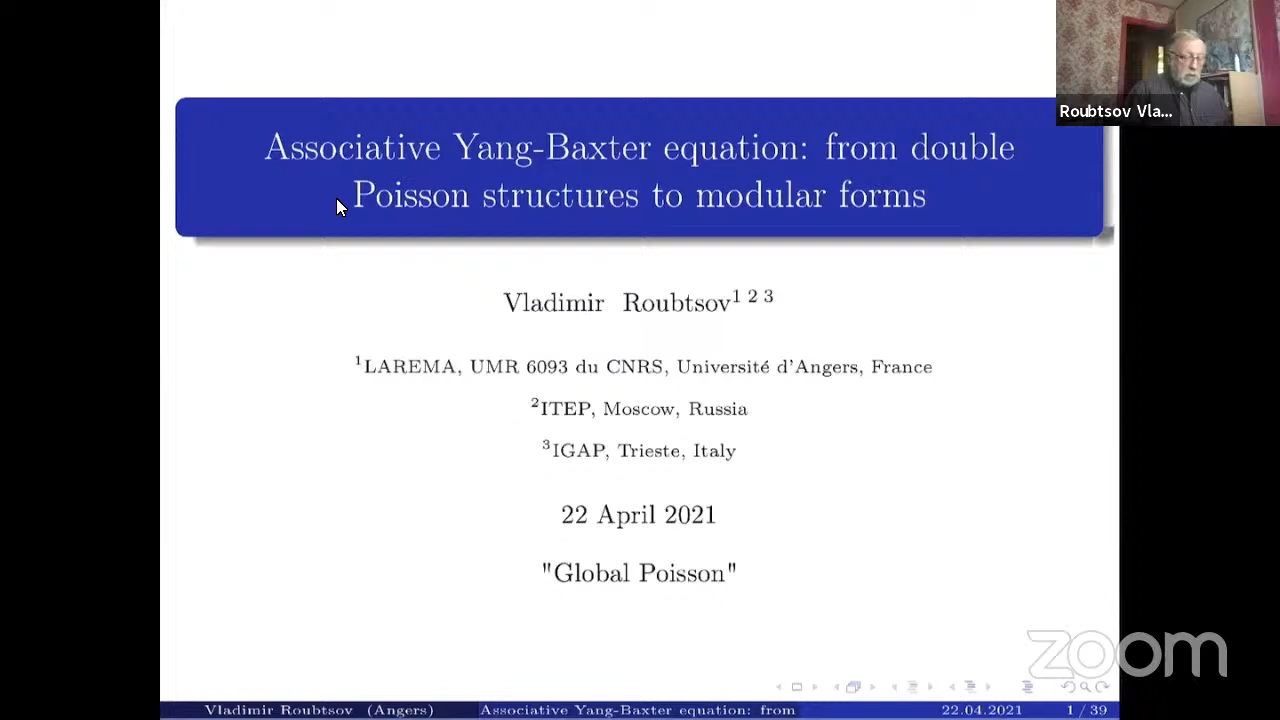 Roubtsov Vla...
Associative Yang-Baxter equation: from double
Poisson structures to modular forms
Vladimir Roubtsov1 2 3
1LAREMA, UMR 6093 du CNRS, Université d'Angers, France
2ITEP, Moscow, Russia
3IGAP, Trieste, Italy
22 April 2021
"Global Poisson"
zoom
Vladimir Roubtsov (Angers) Associative Yang-Baxter equation: from 22.04.2021 1 / 39